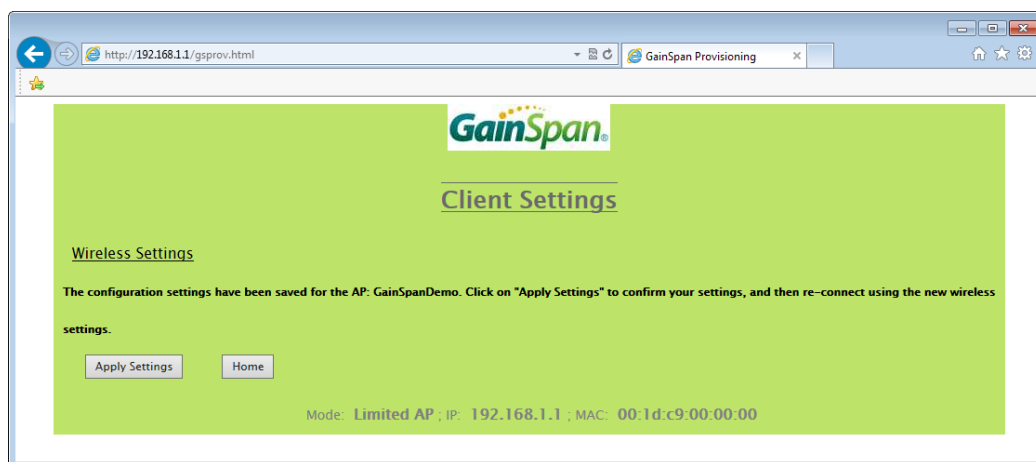 http://192.168.1.1/gsprov.html
GainSpan Provisioning
GainSpan®
Client Settings
Wireless Settings
The configuration settings have been saved for the AP: GainSpanDemo. Click on "Apply Settings" to confirm your settings, and then re-connect using the new wireless
settings.
Apply Settings Home
Mode: Limited AP ; IP: 192.168.1.1 ; MAC: 00:1d:c9:00:00:00